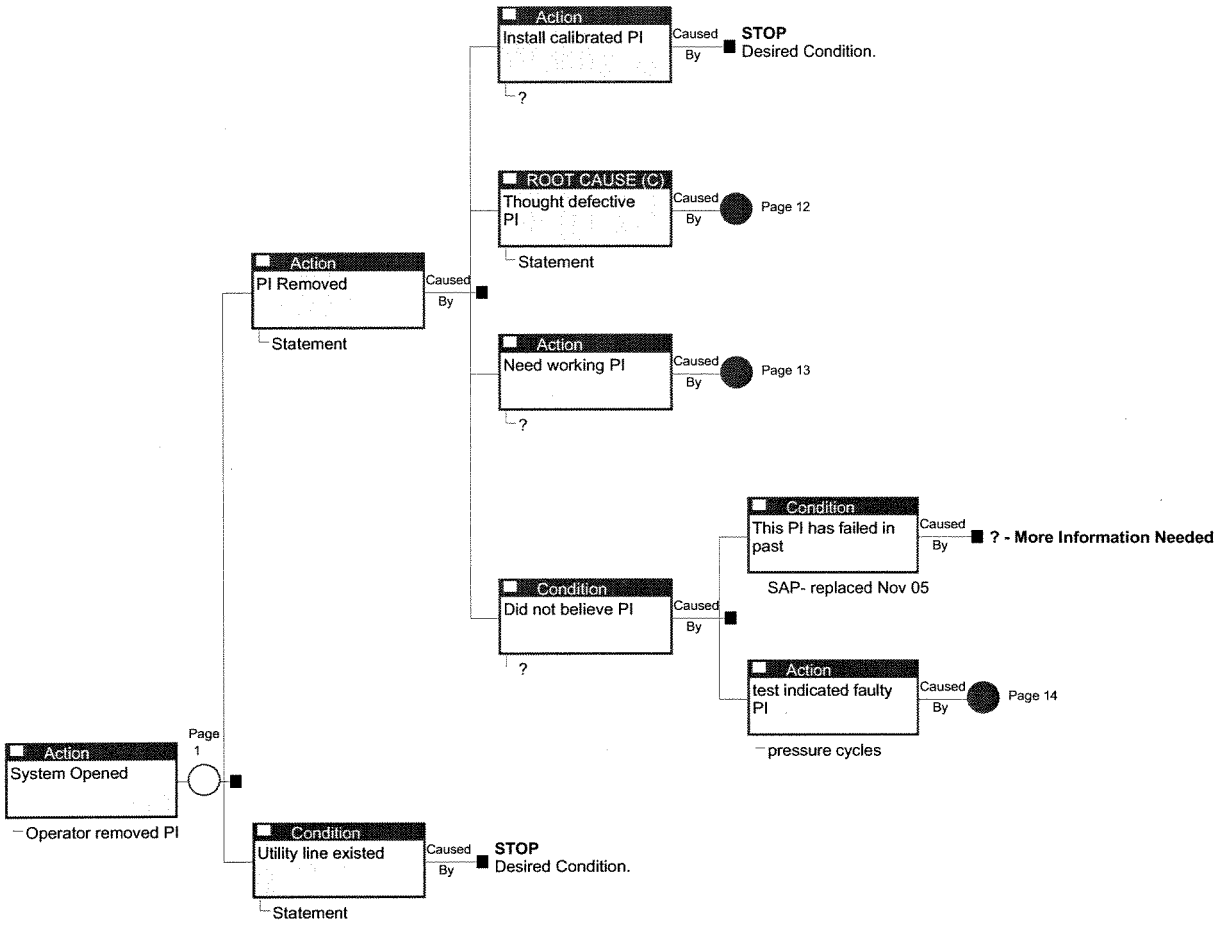 Action
Install calibrated PI
Caused
By
STOP
Desired Condition.
?
ROOT CAUSE (C)
Thought defective
PI
Caused
By
Page 12
Statement
Action
PI Removed
Caused
By
Statement
Action
Need working PI
Caused
By
Page 13
?
Condition
This PI has failed in
past
Caused
By
? - More Information Needed
SAP- replaced Nov 05
Condition
Did not believe PI
Caused
By
?
Action
test indicated faulty
PI
Caused
By
Page 14
pressure cycles
Action
System Opened
Page
1
Operator removed PI
Condition
Utility line existed
Caused
By
STOP
Desired Condition.
Statement